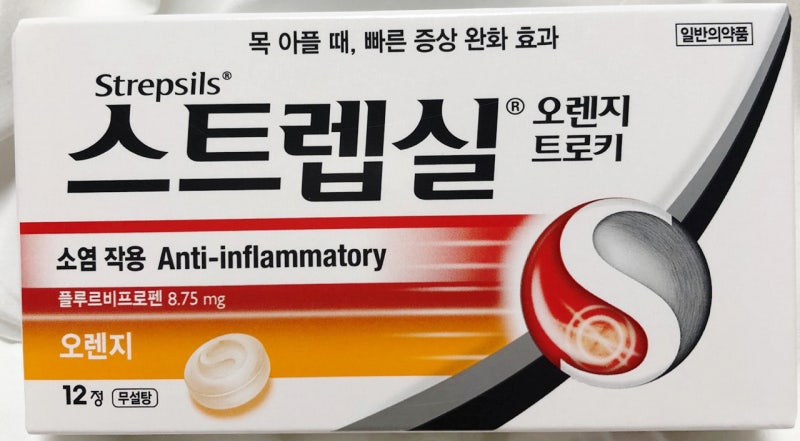 목 아플 때, 빠른 증상 완화 효과
일반의약품
Strepsils®
스트렙실® 오렌지
트로키
소염 작용 Anti-inflammatory
플루르비프로펜 8.75 mg
오렌지
12정 무설탕